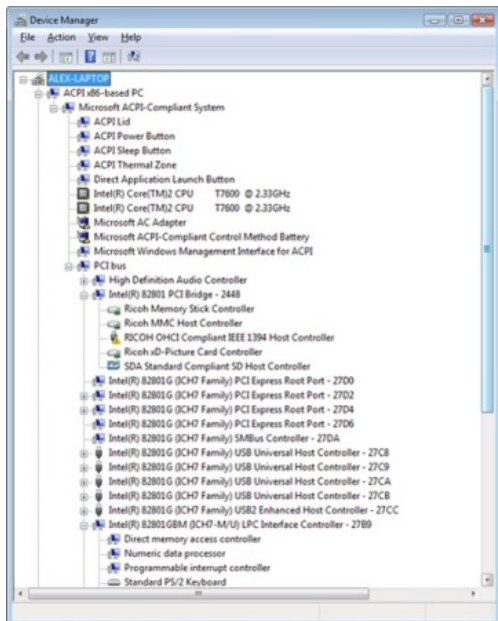 Device Manager
File Action View Help
ALEX-LAPTOP
ACPI x86-based PC
Microsoft ACPI-Compliant System
ACPI Lid
ACPI Power Button
ACPI Sleep Button
ACPI Thermal Zone
Direct Application Launch Button
Intel(R) Core(TM)2 CPU T7600 @ 2.33GHz
Intel(R) Core(TM)2 CPU T7600 @ 2.33GHz
Microsoft AC Adapter
Microsoft ACPI-Compliant Control Method Battery
Microsoft Windows Management Interface for ACPI
PCI bus
High Definition Audio Controller
Intel(R) 82801 PCI Bridge - 2448
Ricoh Memory Stick Controller
Ricoh MMC Host Controller
RICOH OHCI Compliant IEEE 1394 Host Controller
Ricoh xD-Picture Card Controller
SDA Standard Compliant SD Host Controller
Intel(R) 82801G (ICH7 Family) PCI Express Root Port - 27D0
Intel(R) 82801G (ICH7 Family) PCI Express Root Port - 27D2
Intel(R) 82801G (ICH7 Family) PCI Express Root Port - 27D4
Intel(R) 82801G (ICH7 Family) PCI Express Root Port - 27D6
Intel(R) 82801G (ICH7 Family) SMBus Controller - 27DA
Intel(R) 82801G (ICH7 Family) USB Universal Host Controller - 27C8
Intel(R) 82801G (ICH7 Family) USB Universal Host Controller - 27C9
Intel(R) 82801G (ICH7 Family) USB Universal Host Controller - 27CA
Intel(R) 82801G (ICH7 Family) USB Universal Host Controller - 27CB
Intel(R) 82801G (ICH7 Family) USB2 Enhanced Host Controller - 27CC
Intel(R) 82801GBM (ICH7-M/U) LPC Interface Controller - 27B9
Direct memory access controller
Numeric data processor
Programmable interrupt controller
Standard PS/2 Keyboard